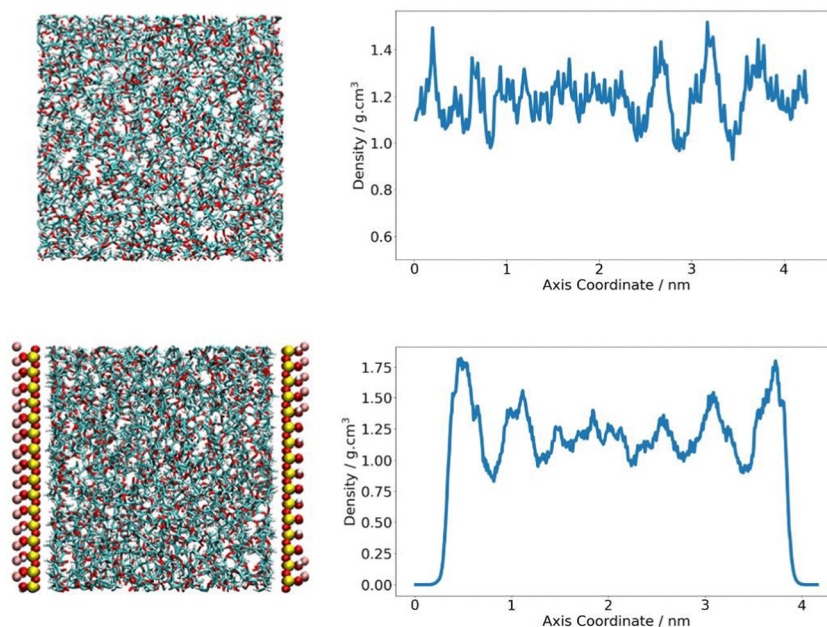 1.4
1.2
1.0
0.8
0.6
Density / g.cm³
0 1 2 3 4
Axis Coordinate / nm
1.75
1.50
1.25
1.00
0.75
0.50
0.25
0.00
Density / g.cm³
0 1 2 3 4
Axis Coordinate / nm